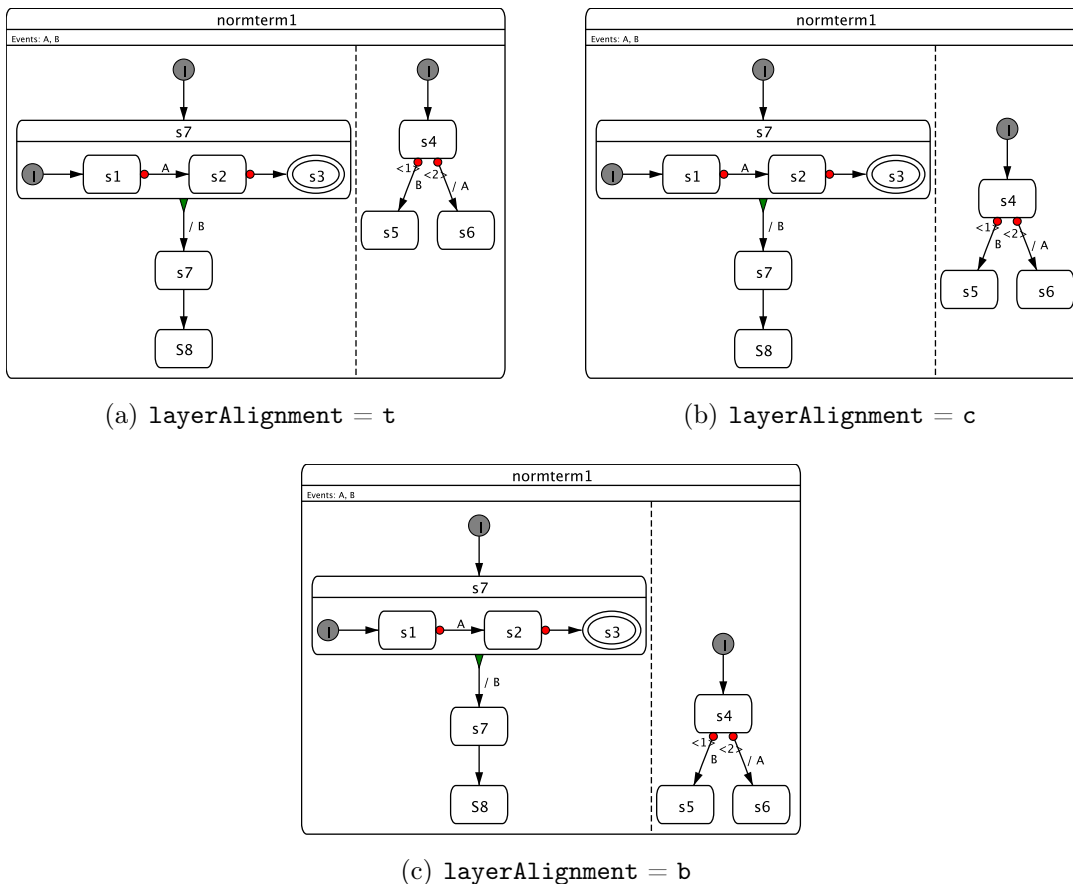 normterm1
Events: A, B
I
I
s7
s4
I
s1
A
s2
s3
<1>
<2>
B
/ A
s5
s6
/ B
s7
S8
(a) layerAlignment = t
normterm1
Events: A, B
I
s7
I
I
s1
A
s2
s3
s4
<1>
<2>
B
/ A
/ B
s7
s5
s6
S8
(b) layerAlignment = c
normterm1
Events: A, B
I
s7
I
s1
A
s2
s3
I
/ B
s7
s4
<1>
<2>
B
/ A
S8
s5
s6
(c) layerAlignment = b